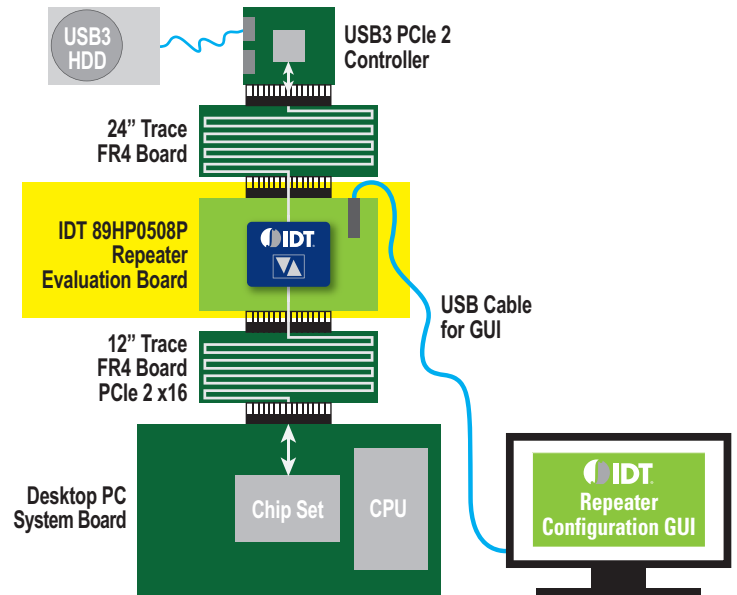 USB3
HDD
USB3 PCIe 2
Controller
24” Trace
FR4 Board
IDT 89HP0508P
Repeater
Evaluation Board
IDT.
USB Cable
for GUI
12” Trace
FR4 Board
PCIe 2 x16
Desktop PC
System Board
Chip Set
CPU
IDT.
Repeater
Configuration GUI